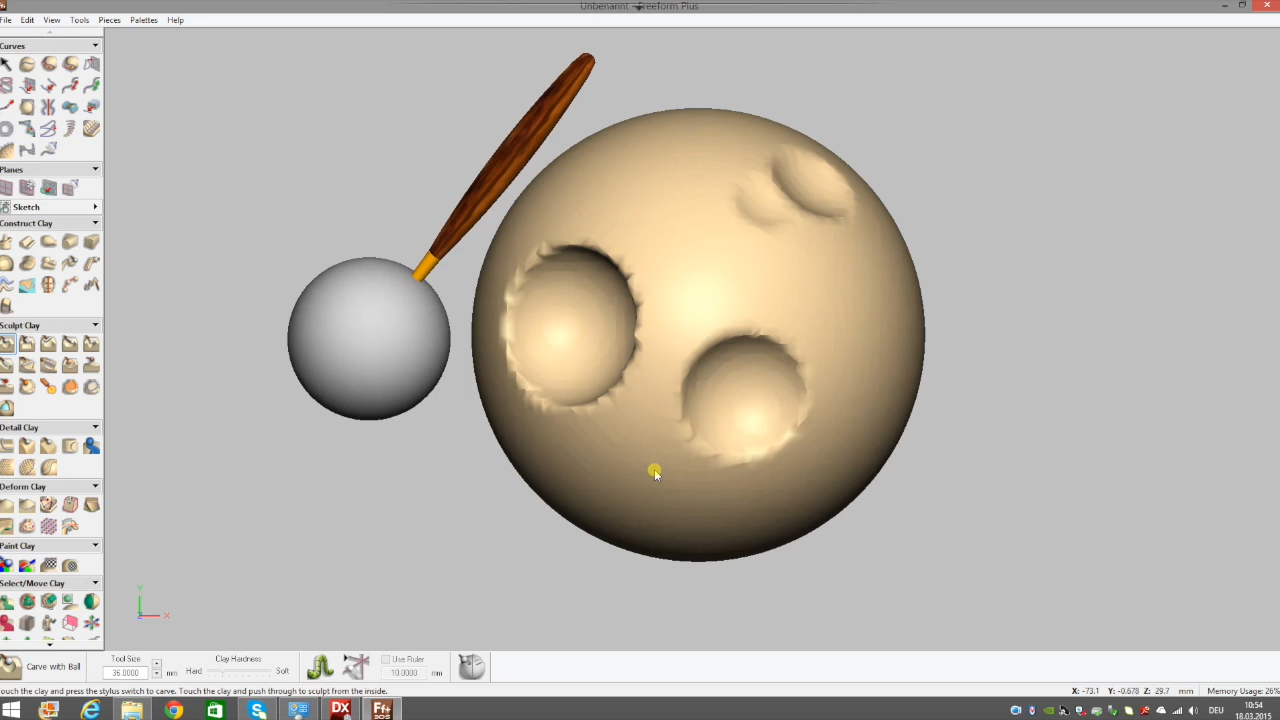 Unbenannt - Freeform Plus
File Edit View Tools Pieces Palettes Help
Curves
Planes
Sketch
Construct Clay
Sculpt Clay
Detail Clay
Deform Clay
Paint Clay
Select/Move Clay
Y
Z X
Carve with Ball
Tool Size
36.0000 mm
Clay Hardness
Hard Soft
Use Ruler
10.0000 mm
Touch the clay and press the stylus switch to carve. Touch the clay and push through to sculpt from the inside.
X: -73.1 Y: -0.678 Z: 29.7 mm Memory Usage: 26%
DEU
10:54
18.03.2015